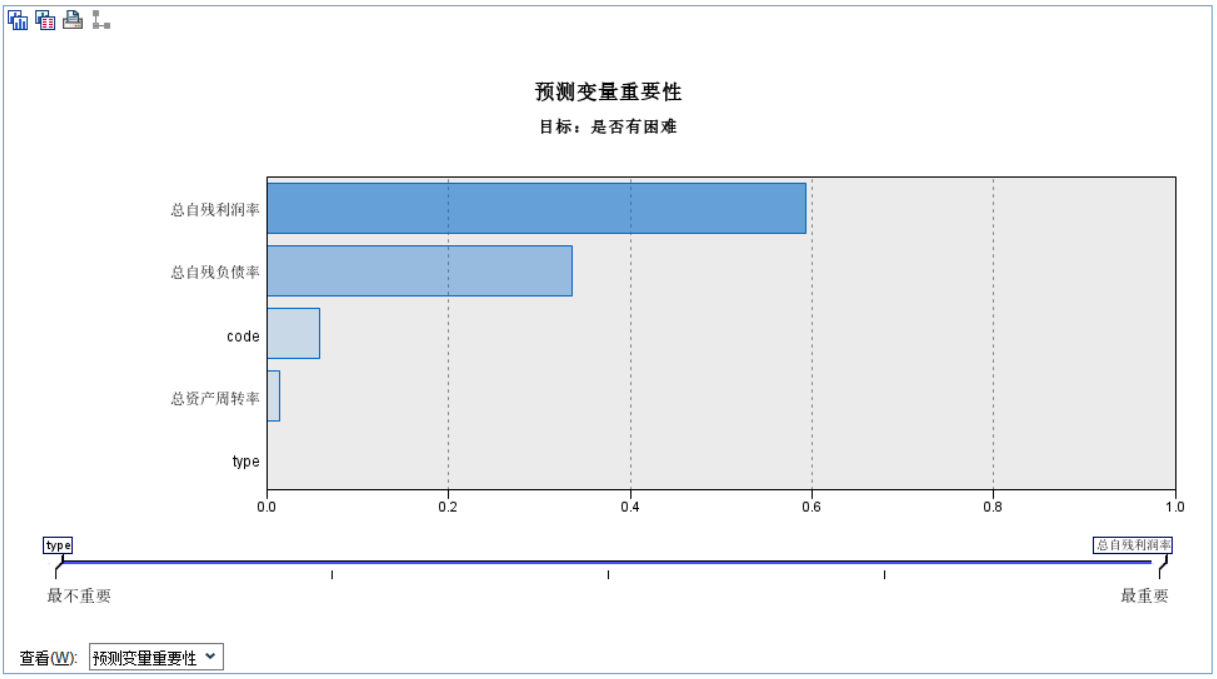 预测变量重要性
目标：是否有困难
总自残利润率
总自残负债率
code
总资产周转率
type
0.0 0.2 0.4 0.6 0.8 1.0
type 总自残利润率
最不重要 最重要
查看(W): 预测变量重要性